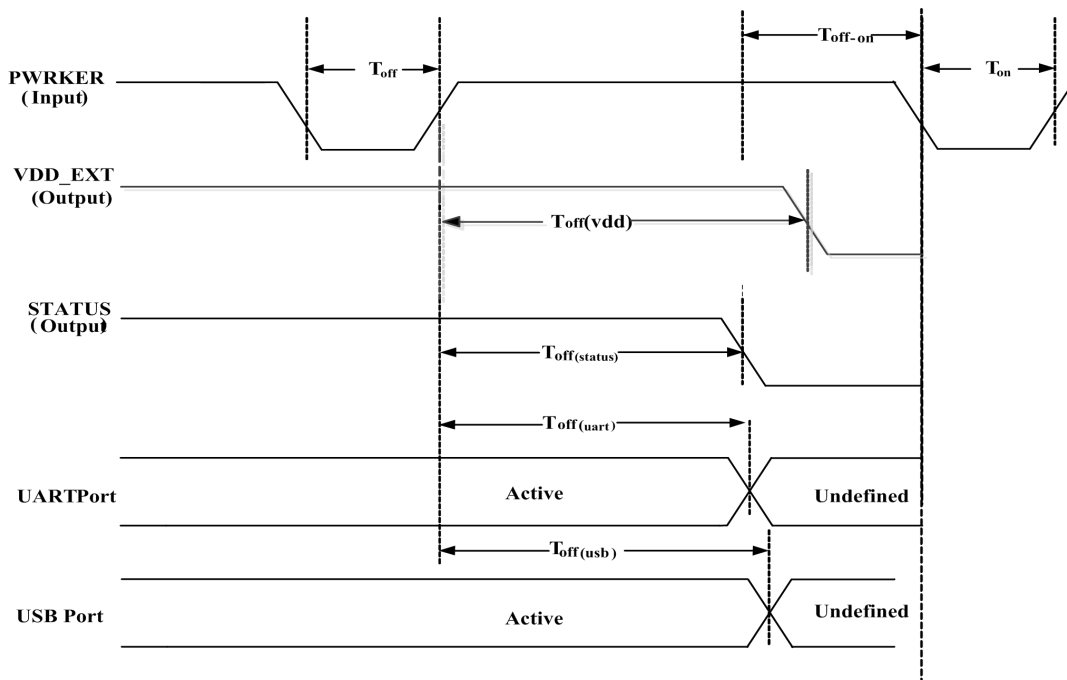 Toff-on
PWRKER
(Input)
Toff
Ton
VDD_EXT
(Output)
Toff(vdd)
STATUS
(Output)
Toff(status)
Toff(uart)
UARTPort
Active
Undefined
Toff(usb)
USB Port
Active
Undefined